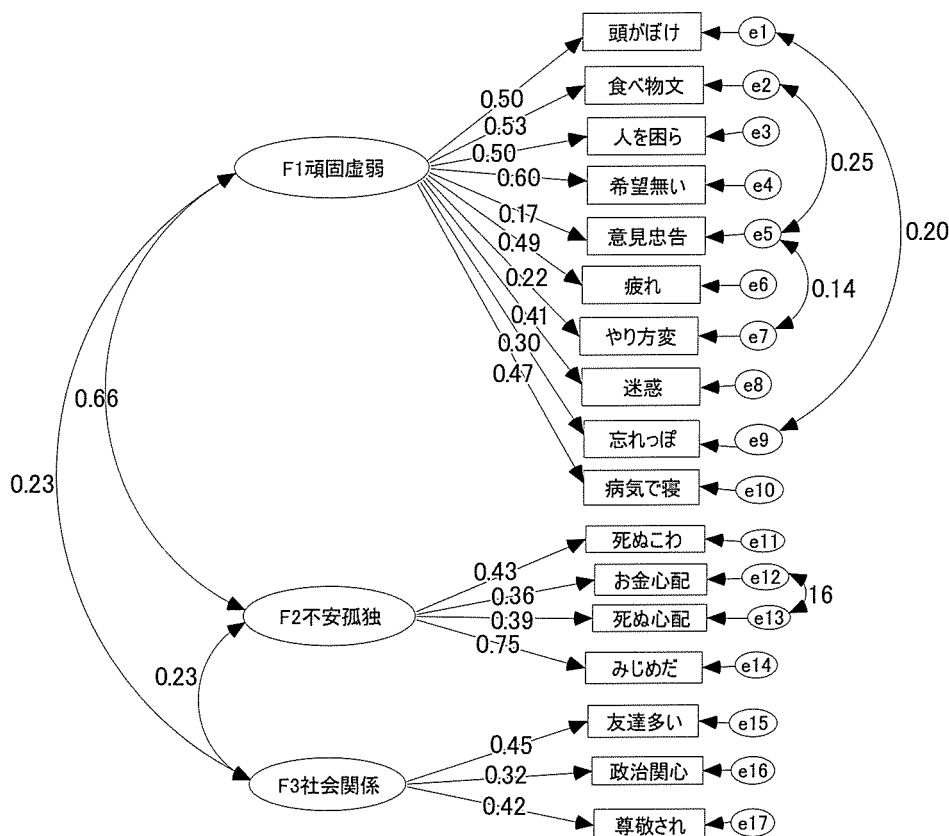 頭がぼけ
e1
0.50
食べ物文
e2
0.53
人を困ら
e3
0.50
F1頑固虚弱
希望無い
e4
0.60
0.25
意見忠告
e5
0.17
0.20
疲れ
e6
0.49
0.14
やり方変
e7
0.22
迷惑
e8
0.41
忘れっぽ
e9
0.30
病気で寝
e10
0.47
0.66
0.23
死ぬこわ
e11
0.43
お金心配
e12
0.36
16
F2不安孤独
死ぬ心配
e13
0.39
みじめだ
e14
0.75
0.23
友達多い
e15
0.45
F3社会関係
政治関心
e16
0.32
尊敬され
e17
0.42